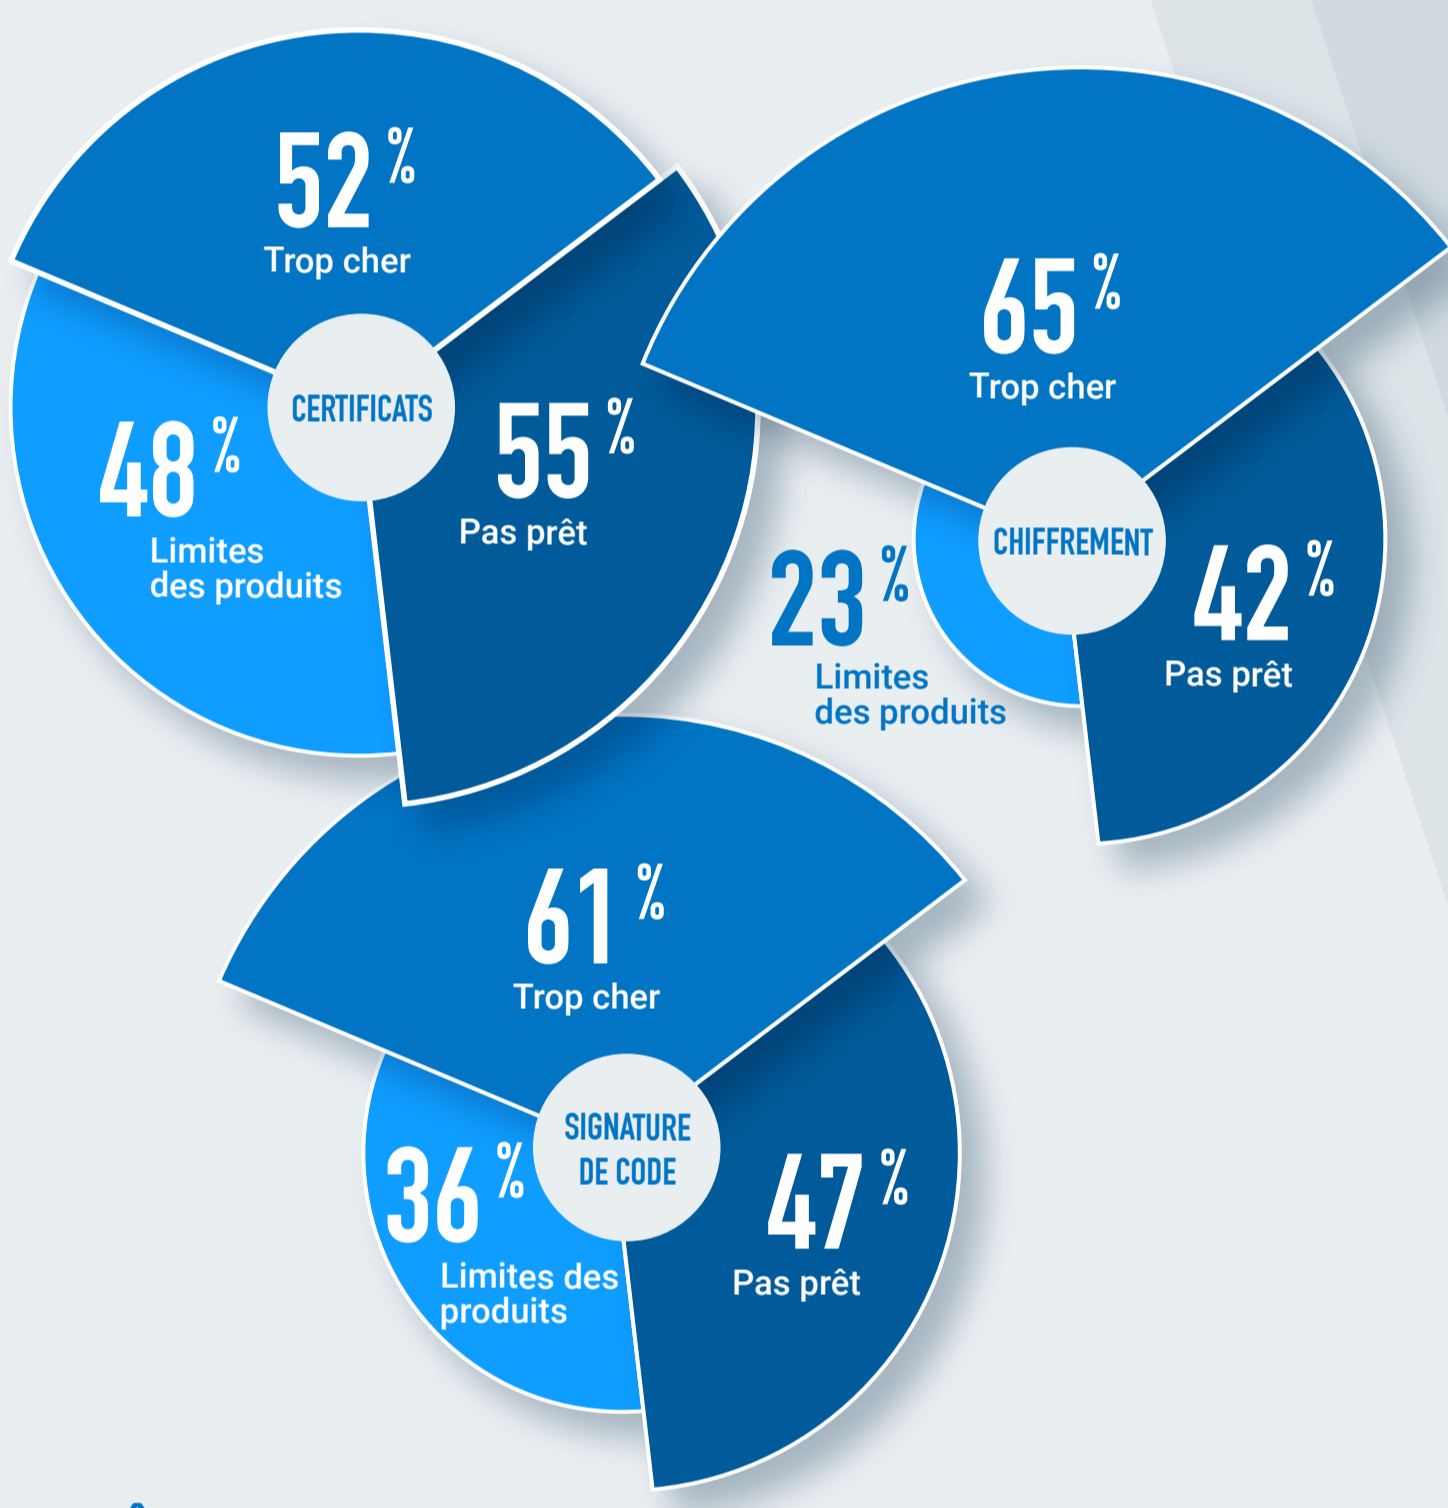 52 %
Trop cher
CERTIFICATS
48 %
Limites
des produits
55 %
Pas prêt
65 %
Trop cher
CHIFFREMENT
23 %
Limites
des produits
42 %
Pas prêt
61 %
Trop cher
SIGNATURE
DE CODE
36 %
Limites des
produits
47 %
Pas prêt